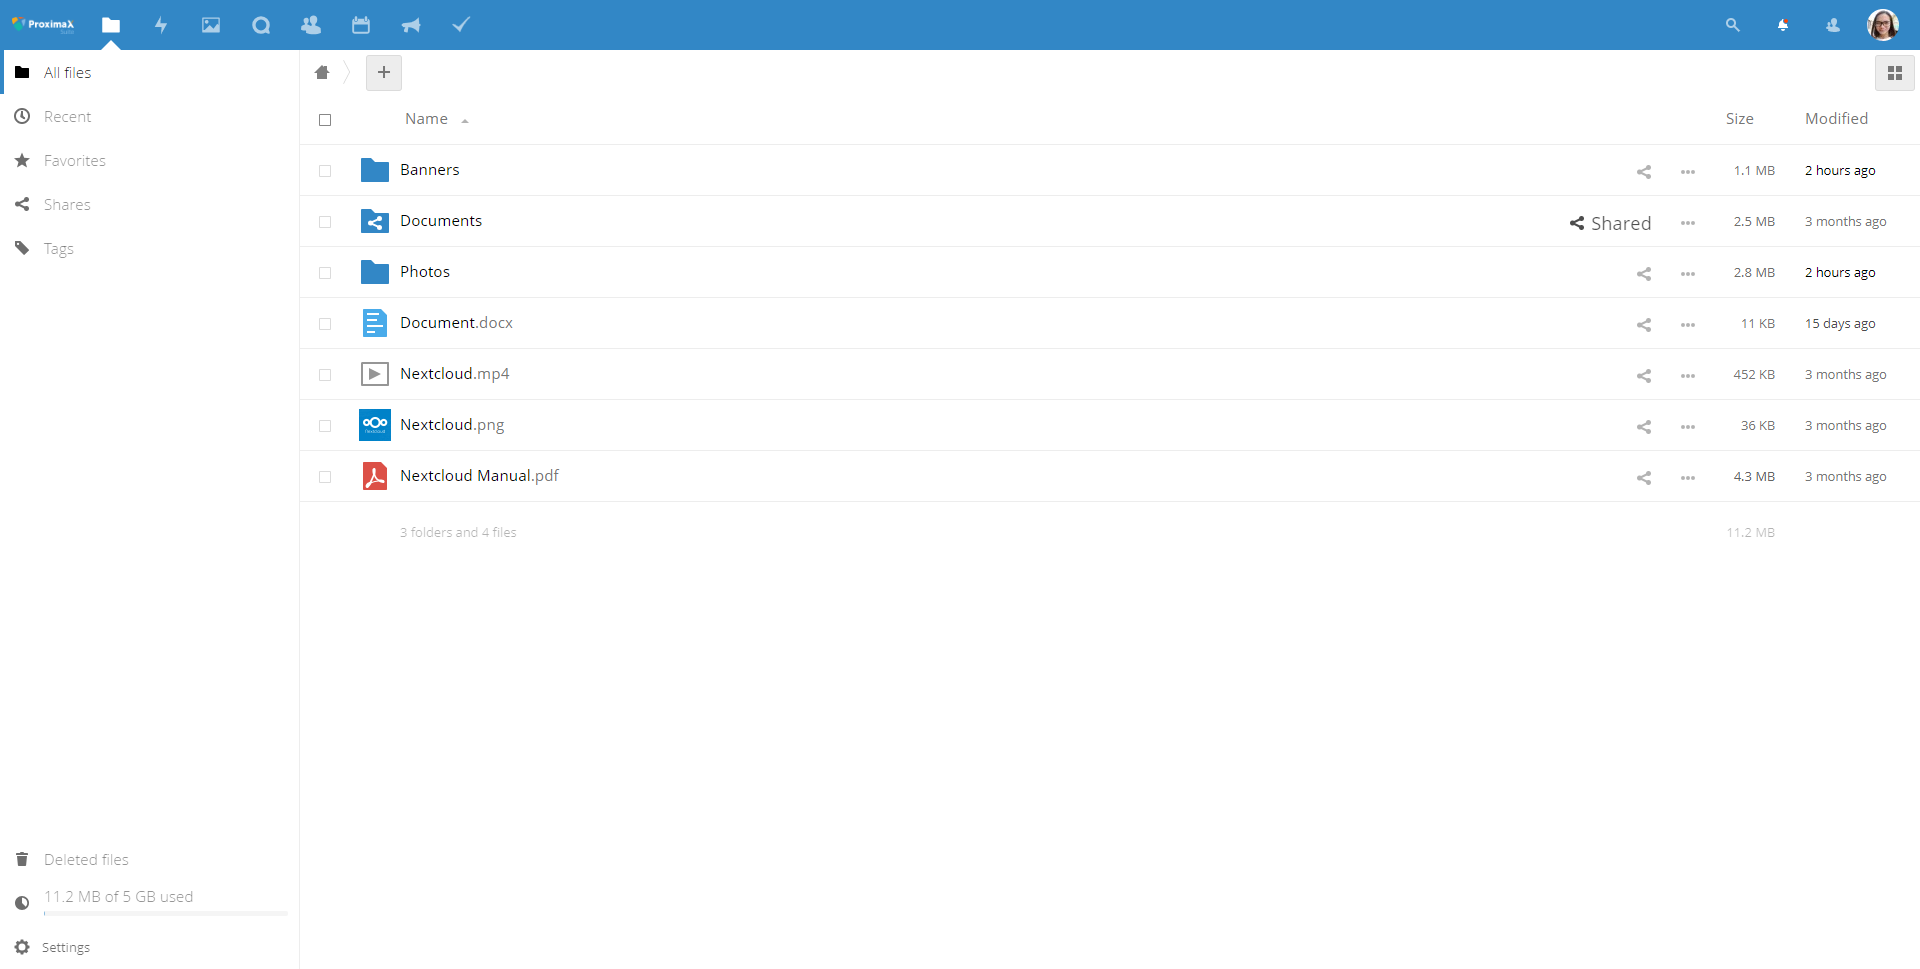 ProximaX
All files
Recent
Favorites
Shares
Tags
Deleted files
11.2 MB of 5 GB used
Settings
Name Size Modified
Banners 1.1 MB 2 hours ago
Documents Shared 2.5 MB 3 months ago
Photos 2.8 MB 2 hours ago
Document.docx 11 KB 15 days ago
Nextcloud.mp4 452 KB 3 months ago
Nextcloud.png 36 KB 3 months ago
Nextcloud Manual.pdf 4.3 MB 3 months ago
3 folders and 4 files 11.2 MB